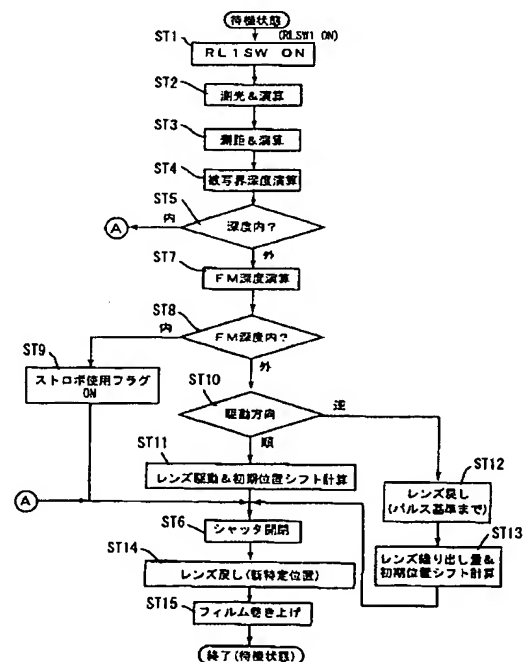 待機状態
(RLSW1 ON)
ST1
RL1SW ON
ST2
測光&演算
ST3
測距&演算
ST4
被写界深度演算
ST5
A
内
深度内?
外
ST7
FM深度演算
ST8
内
FM深度内?
外
ST9
ストロボ使用フラグ
ON
ST10
駆動方向
逆
順
ST11
レンズ駆動&初期位置シフト計算
ST12
レンズ戻し
(パルス基準まで)
A
ST6
シャッタ開閉
ST13
レンズ繰り出し量&
初期位置シフト計算
ST14
レンズ戻し(新特定位置)
ST15
フィルム巻き上げ
終了(待機状態)